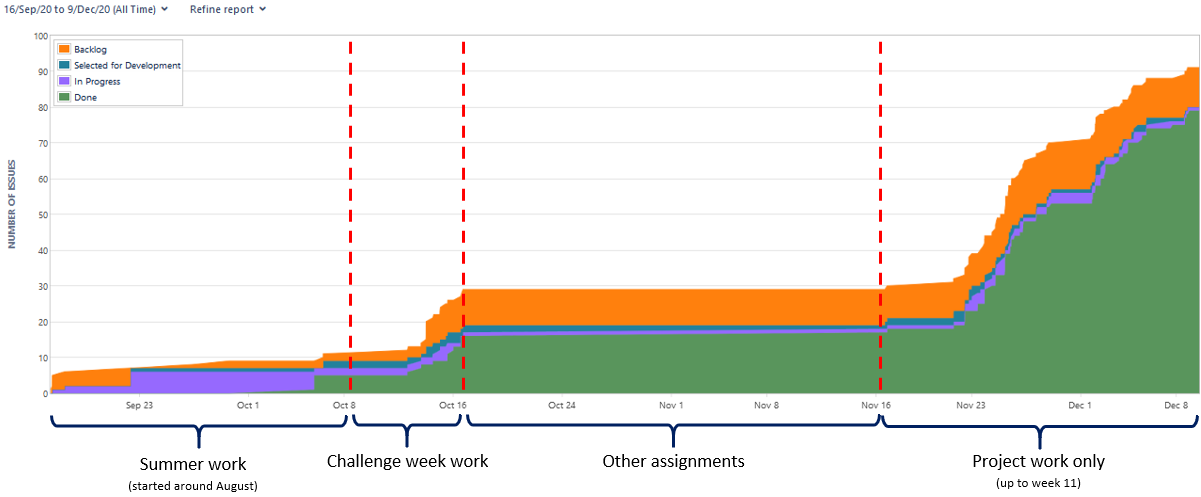 16/Sep/20 to 9/Dec/20 (All Time) Refine report
100
90
80
70
60
50
40
30
20
10
0
NUMBER OF ISSUES
Backlog
Selected for Development
In Progress
Done
Sep 23 Oct 1 Oct 8 Oct 16 Oct 24 Nov 1 Nov 8 Nov 16 Nov 23 Dec 1 Dec 8
Summer work Challenge week work Other assignments Project work only
(started around August) (up to week 11)